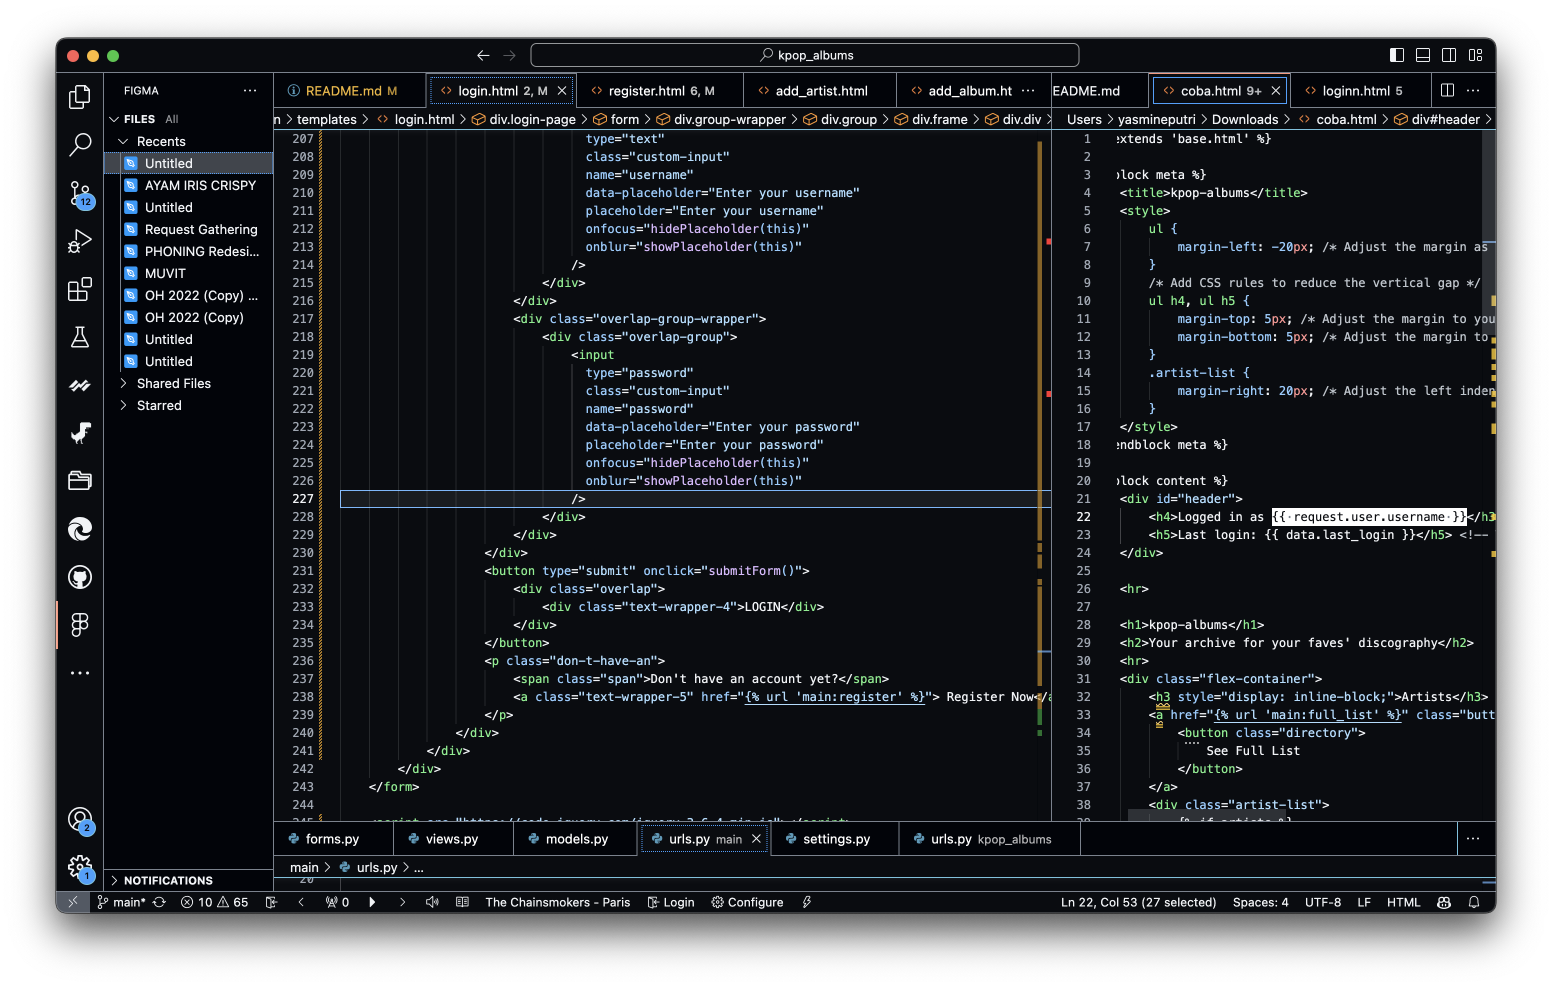 kpop_albums
FIGMA
FILES All
Recents
Untitled
AYAM IRIS CRISPY
Untitled
Request Gathering
PHONING Redesi...
MUVIT
OH 2022 (Copy) ...
OH 2022 (Copy)
Untitled
Untitled
Shared Files
Starred
NOTIFICATIONS
12
2
1
README.md M
login.html 2, M
register.html 6, M
add_artist.html
add_album.ht
n > templates > login.html > div.login-page > form > div.group-wrapper > div.group > div.frame > div.div >
207 type="text"
208 class="custom-input"
209 name="username"
210 data-placeholder="Enter your username"
211 placeholder="Enter your username"
212 onfocus="hidePlaceholder(this)"
213 onblur="showPlaceholder(this)"
214 />
215 </div>
216 </div>
217 <div class="overlap-group-wrapper">
218 <div class="overlap-group">
219 <input
220 type="password"
221 class="custom-input"
222 name="password"
223 data-placeholder="Enter your password"
224 placeholder="Enter your password"
225 onfocus="hidePlaceholder(this)"
226 onblur="showPlaceholder(this)"
227 />
228 </div>
229 </div>
230 </div>
231 <button type="submit" onclick="submitForm()">
232 <div class="overlap">
233 <div class="text-wrapper-4">LOGIN</div>
234 </div>
235 </button>
236 <p class="don-t-have-an">
237 <span class="span">Don't have an account yet?</span>
238 <a class="text-wrapper-5" href="{% url 'main:register' %}"> Register Now</a
239 </p>
240 </div>
241 </div>
242 </div>
243 </form>
244
EADME.md
coba.html 9+
loginn.html 5
Users > yasmineputri > Downloads > coba.html > div#header >
1 extends 'base.html' %}
2
3 block meta %}
4 <title>kpop-albums</title>
5 <style>
6 ul {
7 margin-left: -20px; /* Adjust the margin as
8 }
9 /* Add CSS rules to reduce the vertical gap */
10 ul h4, ul h5 {
11 margin-top: 5px; /* Adjust the margin to you
12 margin-bottom: 5px; /* Adjust the margin to
13 }
14 .artist-list {
15 margin-right: 20px; /* Adjust the left inden
16 }
17 </style>
18 endblock meta %}
19
20 block content %}
21 <div id="header">
22 <h4>Logged in as {{ request.user.username }}</h3
23 <h5>Last login: {{ data.last_login }}</h5> <!--
24 </div>
25
26 <hr>
27
28 <h1>kpop-albums</h1>
29 <h2>Your archive for your faves' discography</h2>
30 <hr>
31 <div class="flex-container">
32 <h3 style="display: inline-block;">Artists</h3>
33 <a href="{% url 'main:full_list' %}" class="butt
34 <button class="directory">
35 See Full List
36 </button>
37 </a>
38 <div class="artist-list">
forms.py
views.py
models.py
urls.py main
settings.py
urls.py kpop_albums
main > urls.py > ...
main* 10 65 0 The Chainsmokers - Paris Login Configure Ln 22, Col 53 (27 selected) Spaces: 4 UTF-8 LF HTML